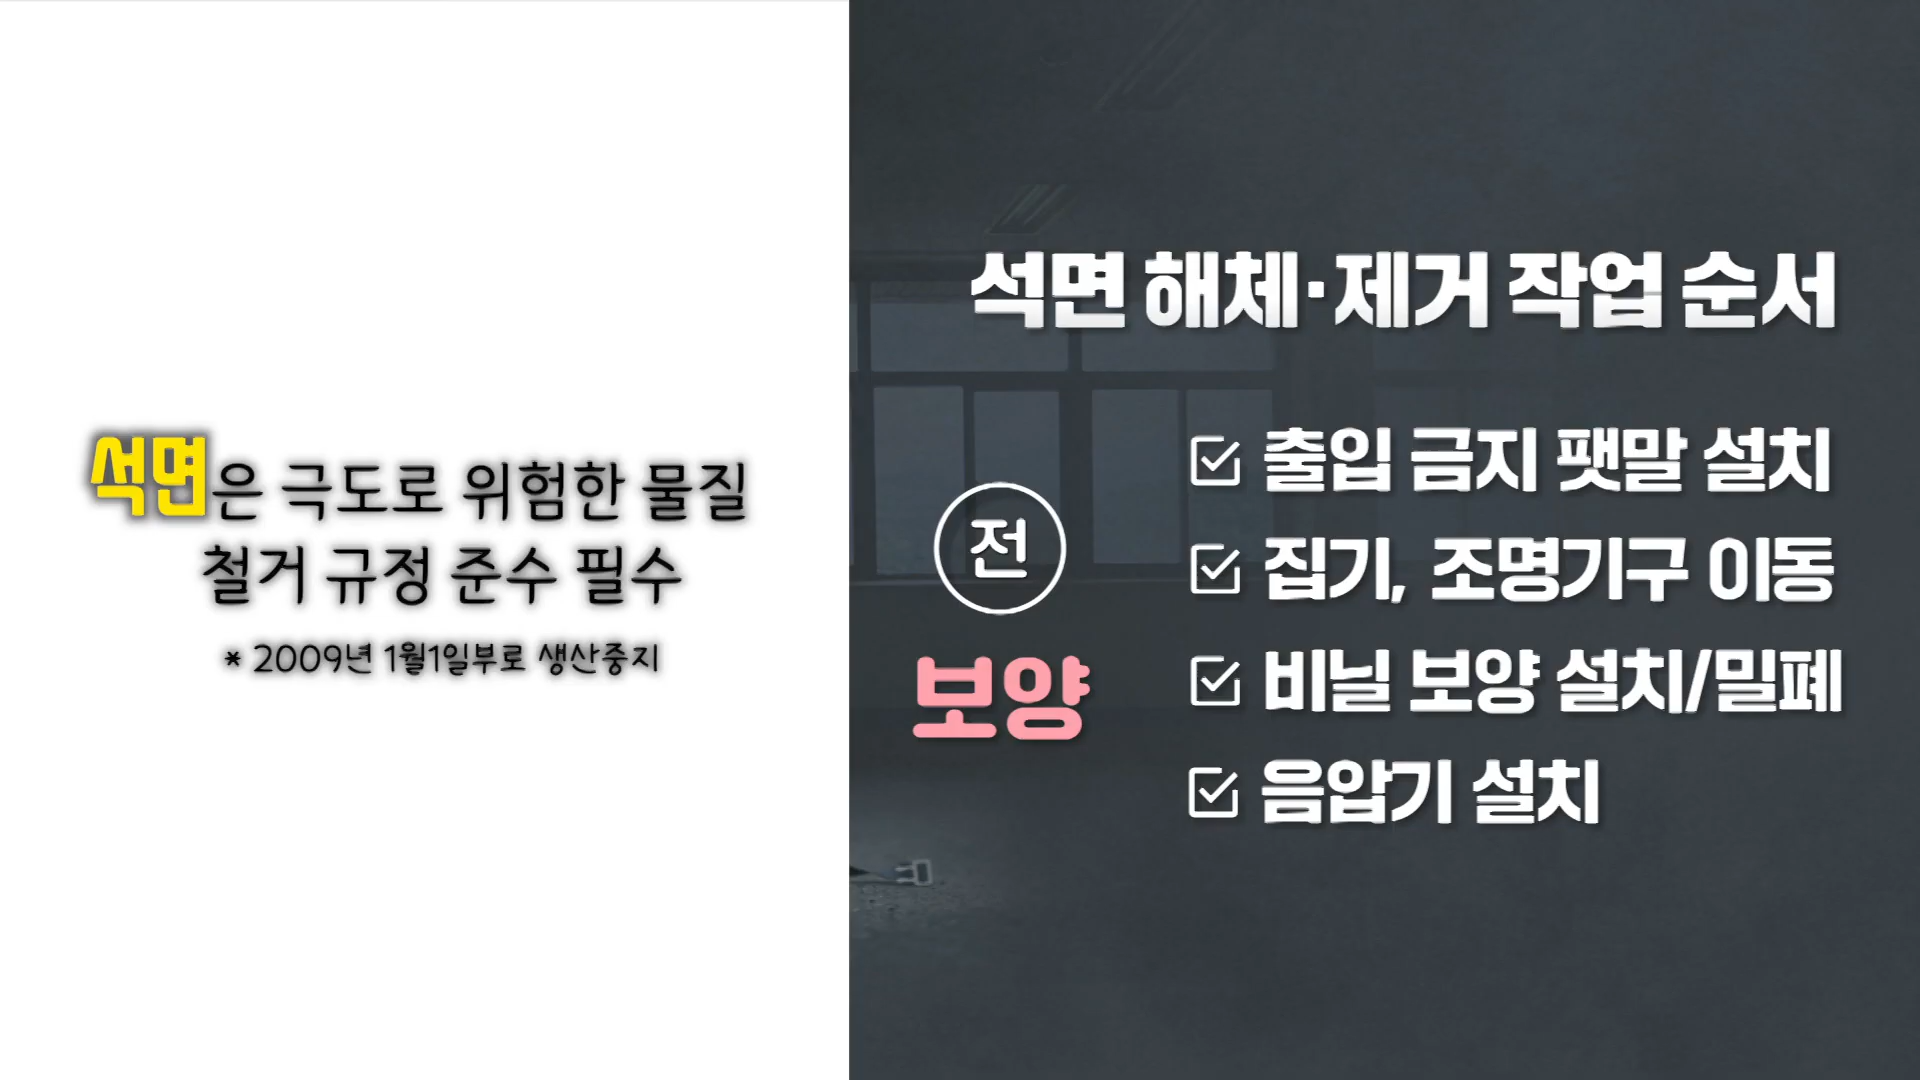 석면은 극도로 위험한 물질
철거 규정 준수 필수
* 2009년 1월1일부로 생산중지
석면 해체·제거 작업 순서
전
보양
출입 금지 팻말 설치
집기, 조명기구 이동
비닐 보양 설치/밀폐
음압기 설치